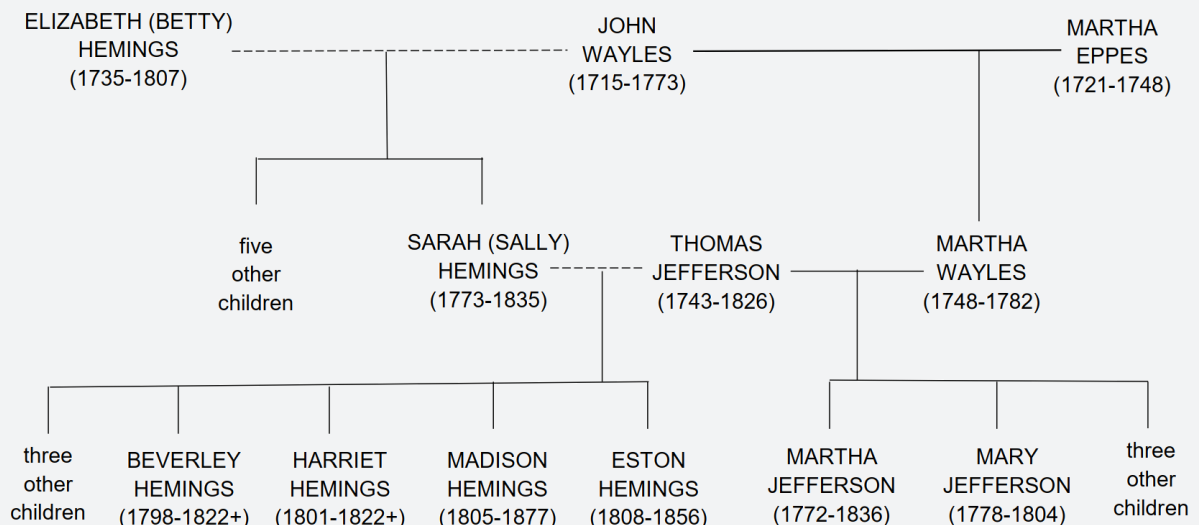 ELIZABETH (BETTY)
HEMINGS
(1735-1807)
JOHN
WAYLES
(1715-1773)
MARTHA
EPPES
(1721-1748)
five
other
children
SARAH (SALLY)
HEMINGS
(1773-1835)
THOMAS
JEFFERSON
(1743-1826)
MARTHA
WAYLES
(1748-1782)
three
other
children
BEVERLEY
HEMINGS
(1798-1822+)
HARRIET
HEMINGS
(1801-1822+)
MADISON
HEMINGS
(1805-1877)
ESTON
HEMINGS
(1808-1856)
MARTHA
JEFFERSON
(1772-1836)
MARY
JEFFERSON
(1778-1804)
three
other
children